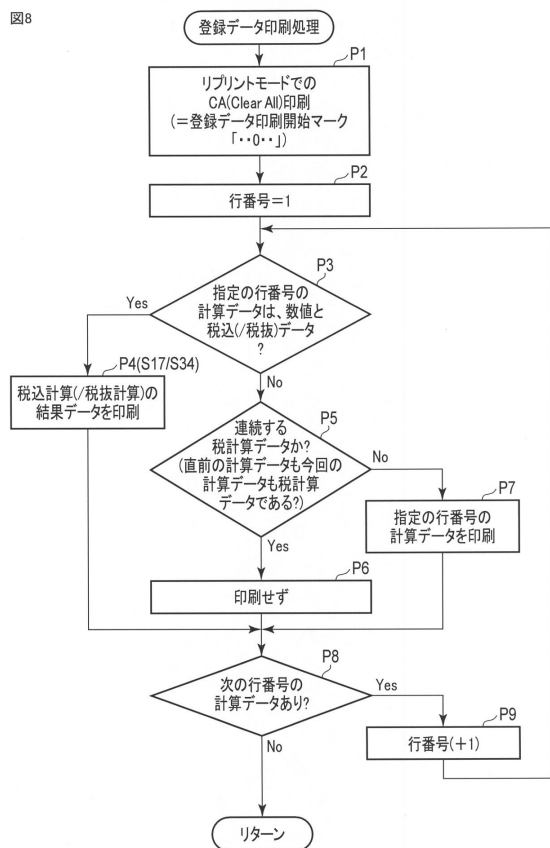 図8
登録データ印刷処理
P1
リプリントモードでの
CA(Clear All)印刷
(=登録データ印刷開始マーク
「・・0・・」)
P2
行番号=1
P3
指定の行番号の
計算データは、数値と
税込(/税抜)データ
?
Yes
No
P4(S17/S34)
税込計算(/税抜計算)の
結果データを印刷
P5
連続する
税計算データか?
(直前の計算データも今回の
計算データも税計算
データである?)
No
Yes
P7
指定の行番号の
計算データを印刷
P6
印刷せず
P8
次の行番号の
計算データあり?
Yes
No
P9
行番号(+1)
リターン